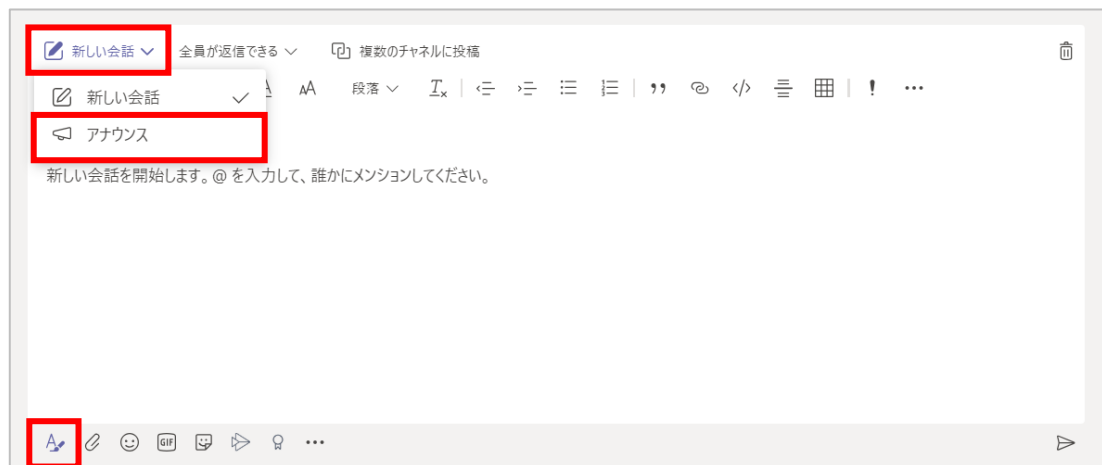 新しい会話 全員が返信できる 複数のチャネルに投稿
新しい会話
段落
アナウンス
新しい会話を開始します。@ を入力して、誰かにメンションしてください。
GIF